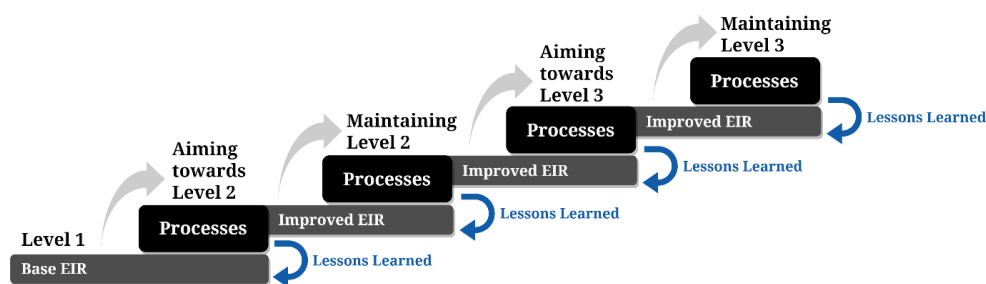 Level 1
Base EIR
Aiming
towards
Level 2
Processes
Lessons Learned
Improved EIR
Maintaining
Level 2
Processes
Lessons Learned
Improved EIR
Aiming
towards
Level 3
Processes
Lessons Learned
Improved EIR
Maintaining
Level 3
Processes
Lessons Learned